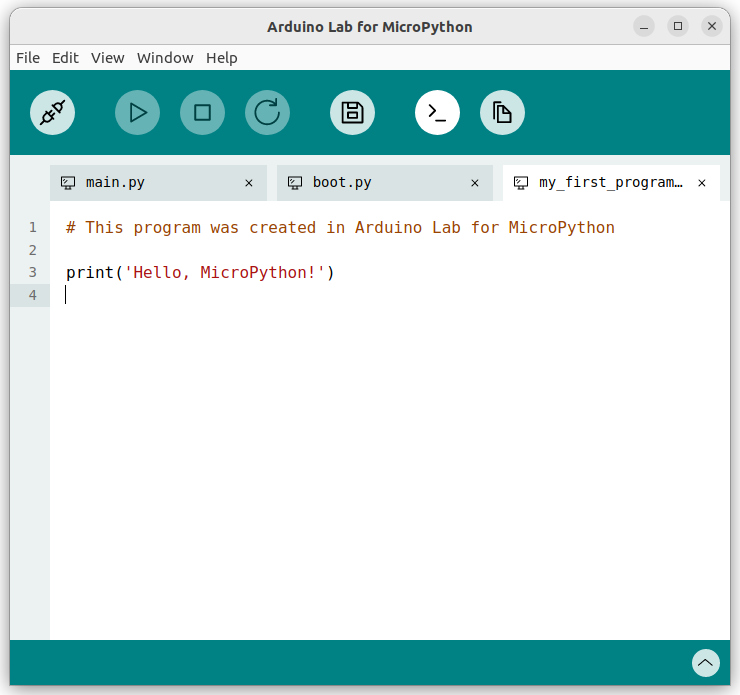 Arduino Lab for MicroPython
File Edit View Window Help
main.py boot.py my_first_program…
1 # This program was created in Arduino Lab for MicroPython
2
3 print('Hello, MicroPython!')
4